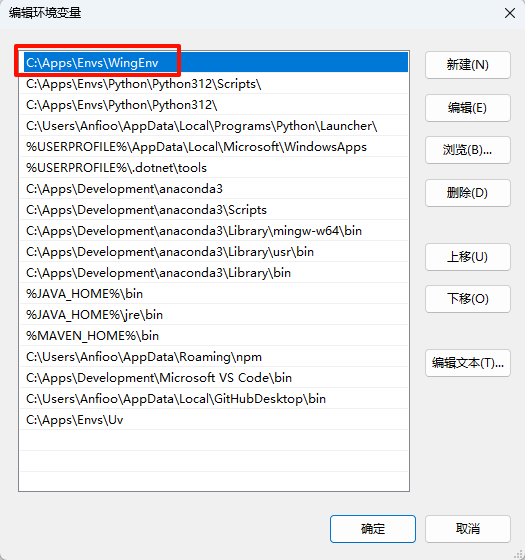 编辑环境变量
C:\Apps\Envs\WingEnv
C:\Apps\Envs\Python\Python312\Scripts\
C:\Apps\Envs\Python\Python312\
C:\Users\Anfioo\AppData\Local\Programs\Python\Launcher\
%USERPROFILE%\AppData\Local\Microsoft\WindowsApps
%USERPROFILE%\.dotnet\tools
C:\Apps\Development\anaconda3
C:\Apps\Development\anaconda3\Scripts
C:\Apps\Development\anaconda3\Library\mingw-w64\bin
C:\Apps\Development\anaconda3\Library\usr\bin
C:\Apps\Development\anaconda3\Library\bin
%JAVA_HOME%\bin
%JAVA_HOME%\jre\bin
%MAVEN_HOME%\bin
C:\Users\Anfioo\AppData\Roaming\npm
C:\Apps\Development\Microsoft VS Code\bin
C:\Users\Anfioo\AppData\Local\GitHubDesktop\bin
C:\Apps\Envs\Uv
新建(N)
编辑(E)
浏览(B)...
删除(D)
上移(U)
下移(O)
编辑文本(T)...
确定
取消